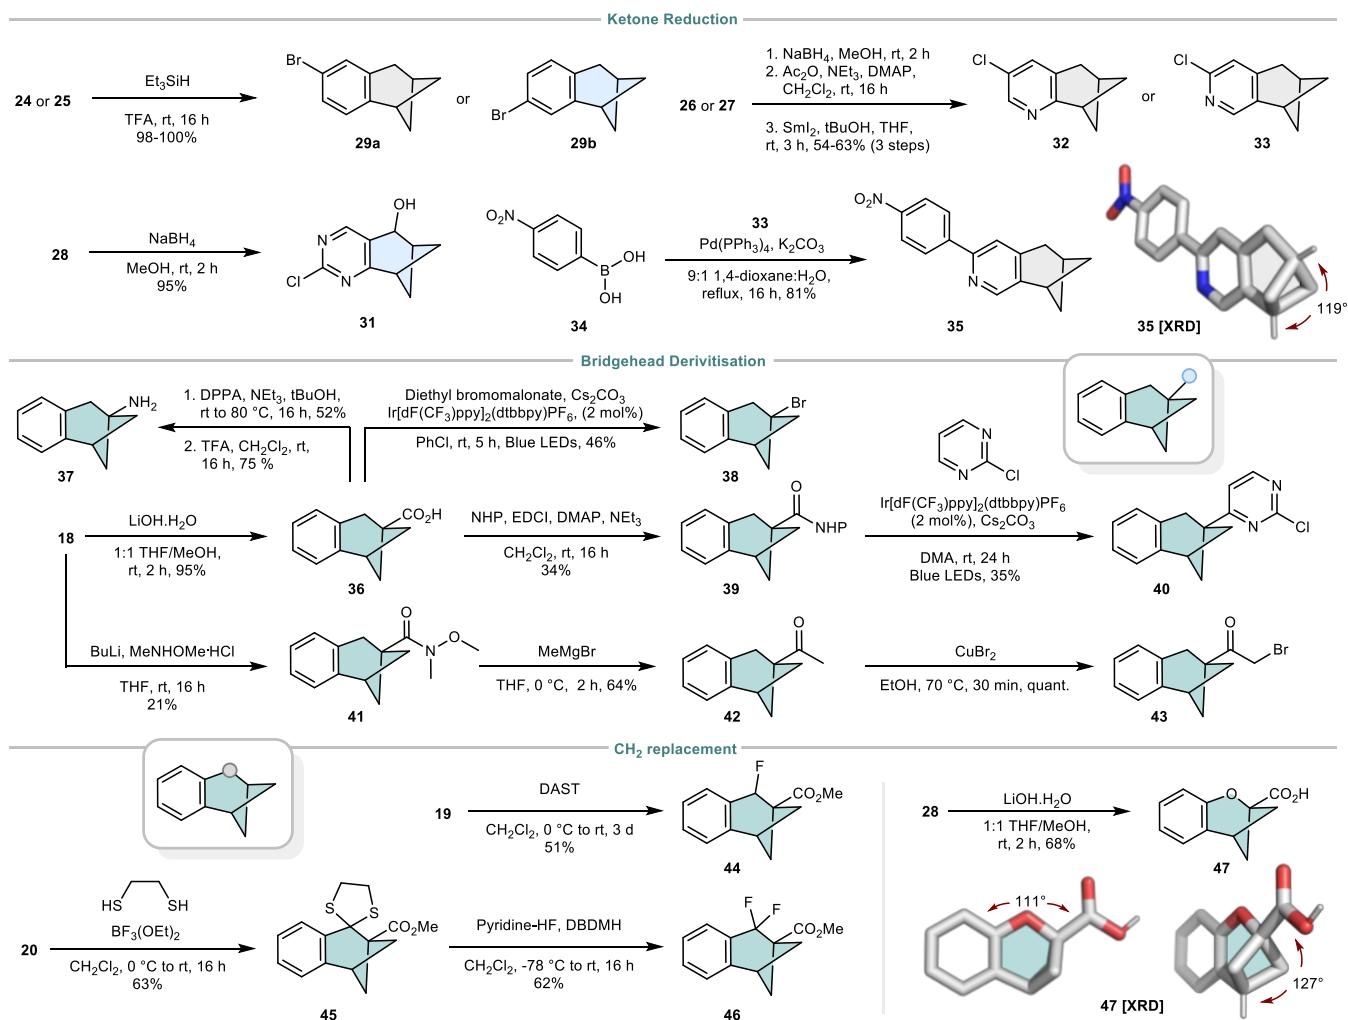 Ketone Reduction
24 or 25
Et3SiH
TFA, rt, 16 h
98-100%
Br
29a
or
Br
29b
26 or 27
1. NaBH4, MeOH, rt, 2 h
2. Ac2O, NEt3, DMAP,
CH2Cl2, rt, 16 h
3. SmI2, tBuOH, THF,
rt, 3 h, 54-63% (3 steps)
Cl
N
32
or
Cl
N
33
28
NaBH4
MeOH, rt, 2 h
95%
OH
N
N
Cl
31
O2N
B
OH
OH
34
33
Pd(PPh3)4, K2CO3
9:1 1,4-dioxane:H2O,
reflux, 16 h, 81%
O2N
N
35
119°
35 [XRD]
Bridgehead Derivitisation
NH2
37
1. DPPA, NEt3, tBuOH,
rt to 80 °C, 16 h, 52%
2. TFA, CH2Cl2, rt,
16 h, 75 %
Diethyl bromomalonate, Cs2CO3
Ir[dF(CF3)ppy]2(dtbbpy)PF6, (2 mol%)
PhCl, rt, 5 h, Blue LEDs, 46%
Br
38
18
LiOH.H2O
1:1 THF/MeOH,
rt, 2 h, 95%
CO2H
36
NHP, EDCI, DMAP, NEt3
CH2Cl2, rt, 16 h
34%
O
NHP
39
N
N
Cl
Ir[dF(CF3)ppy]2(dtbbpy)PF6
(2 mol%), Cs2CO3
DMA, rt, 24 h
Blue LEDs, 35%
N
N
Cl
40
BuLi, MeNHOMe·HCl
THF, rt, 16 h
21%
O
N
O
41
MeMgBr
THF, 0 °C, 2 h, 64%
O
42
CuBr2
EtOH, 70 °C, 30 min, quant.
O
Br
43
CH2 replacement
19
DAST
CH2Cl2, 0 °C to rt, 3 d
51%
F
CO2Me
44
28
LiOH.H2O
1:1 THF/MeOH,
rt, 2 h, 68%
O
CO2H
47
20
HS
SH
BF3(OEt)2
CH2Cl2, 0 °C to rt, 16 h
63%
S
S
CO2Me
45
Pyridine-HF, DBDMH
CH2Cl2, -78 °C to rt, 16 h
62%
F
F
CO2Me
46
111°
127°
47 [XRD]